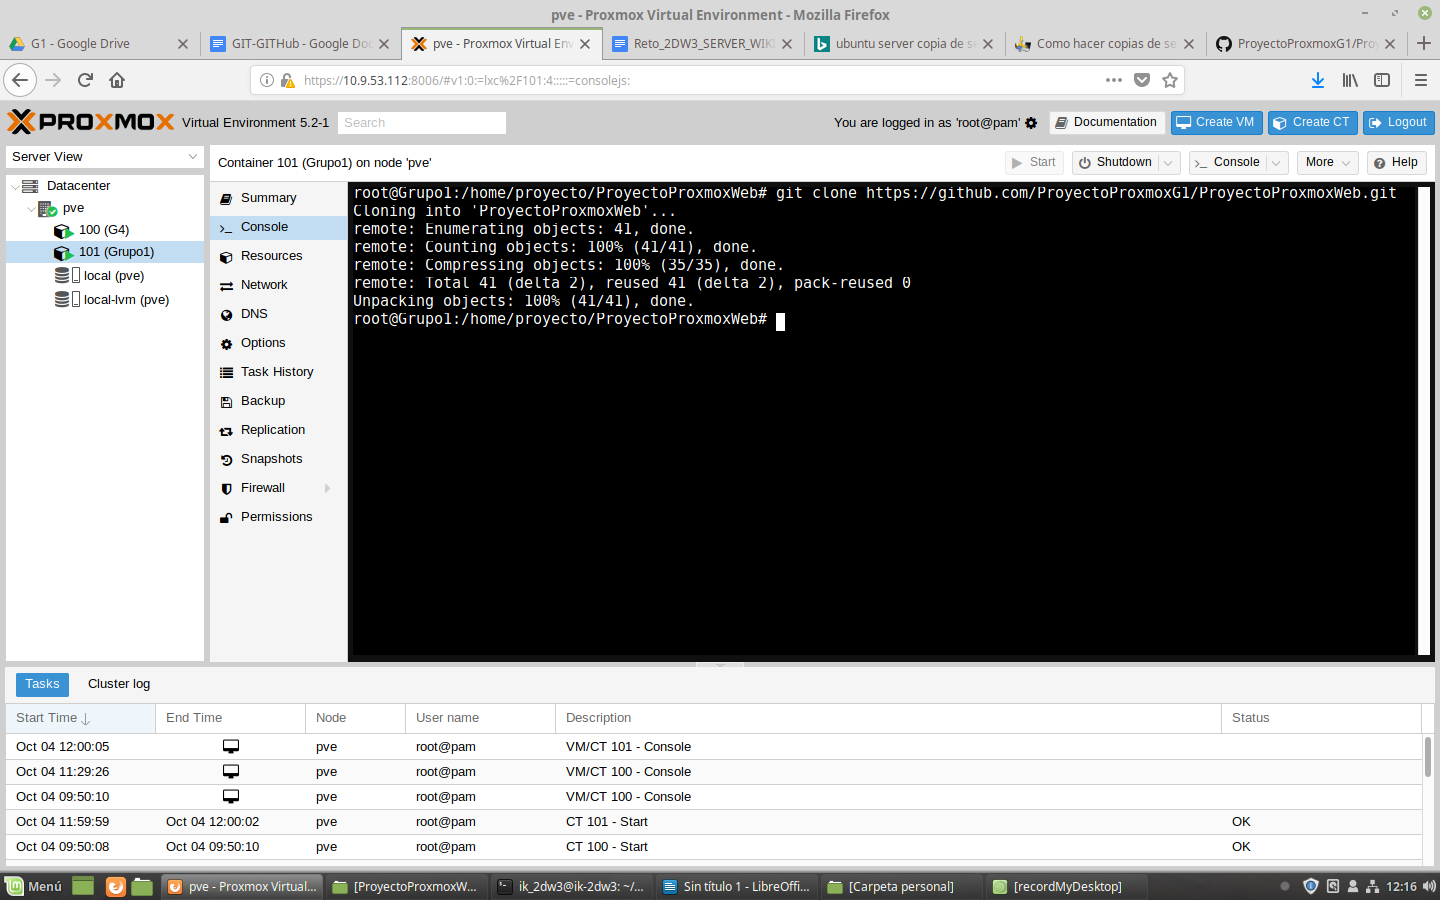 pve - Proxmox Virtual Environment - Mozilla Firefox
G1 - Google Drive
GIT-GITHub - Google Doc
pve - Proxmox Virtual Env
Reto_2DW3_SERVER_WIKI
ubuntu server copia de se
Como hacer copias de se
ProyectoProxmoxG1/Proy
https://10.9.53.112:8006/#v1:0:=lxc%2F101:4:::::=consolejs:
PROXMOX Virtual Environment 5.2-1
Search
You are logged in as 'root@pam'
Documentation
Create VM
Create CT
Logout
Server View
Datacenter
pve
100 (G4)
101 (Grupo1)
local (pve)
local-lvm (pve)
Container 101 (Grupo1) on node 'pve'
Start
Shutdown
Console
More
Help
Summary
Console
Resources
Network
DNS
Options
Task History
Backup
Replication
Snapshots
Firewall
Permissions
root@Grupo1:/home/proyecto/ProyectoProxmoxWeb# git clone https://github.com/ProyectoProxmoxG1/ProyectoProxmoxWeb.git
Cloning into 'ProyectoProxmoxWeb'...
remote: Enumerating objects: 41, done.
remote: Counting objects: 100% (41/41), done.
remote: Compressing objects: 100% (35/35), done.
remote: Total 41 (delta 2), reused 41 (delta 2), pack-reused 0
Unpacking objects: 100% (41/41), done.
root@Grupo1:/home/proyecto/ProyectoProxmoxWeb#
Tasks
Cluster log
Start Time End Time Node User name Description Status
Oct 04 12:00:05 pve root@pam VM/CT 101 - Console
Oct 04 11:29:26 pve root@pam VM/CT 100 - Console
Oct 04 09:50:10 pve root@pam VM/CT 100 - Console
Oct 04 11:59:59 Oct 04 12:00:02 pve root@pam CT 101 - Start OK
Oct 04 09:50:08 Oct 04 09:50:10 pve root@pam CT 100 - Start OK
Menú
pve - Proxmox Virtual...
[ProyectoProxmoxW...
ik_2dw3@ik-2dw3: ~/...
Sin título 1 - LibreOffi...
[Carpeta personal]
[recordMyDesktop]
12:16